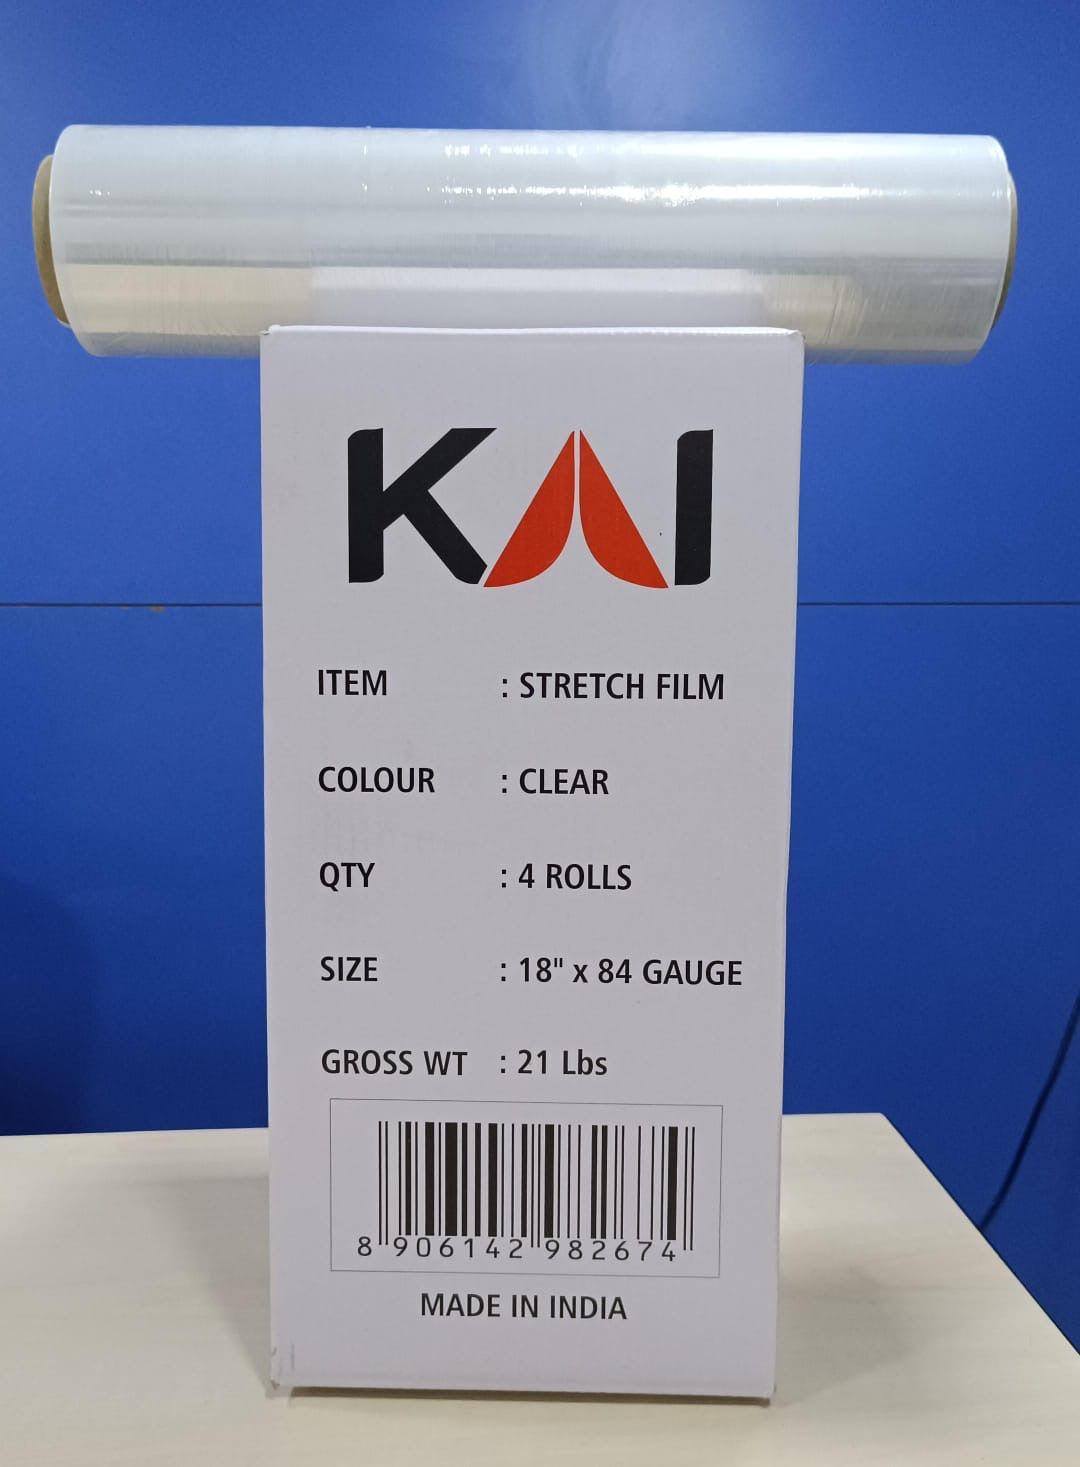 KAI
ITEM : STRETCH FILM
COLOUR : CLEAR
QTY : 4 ROLLS
SIZE : 18" x 84 GAUGE
GROSS WT : 21 Lbs
8 906142 982674
MADE IN INDIA